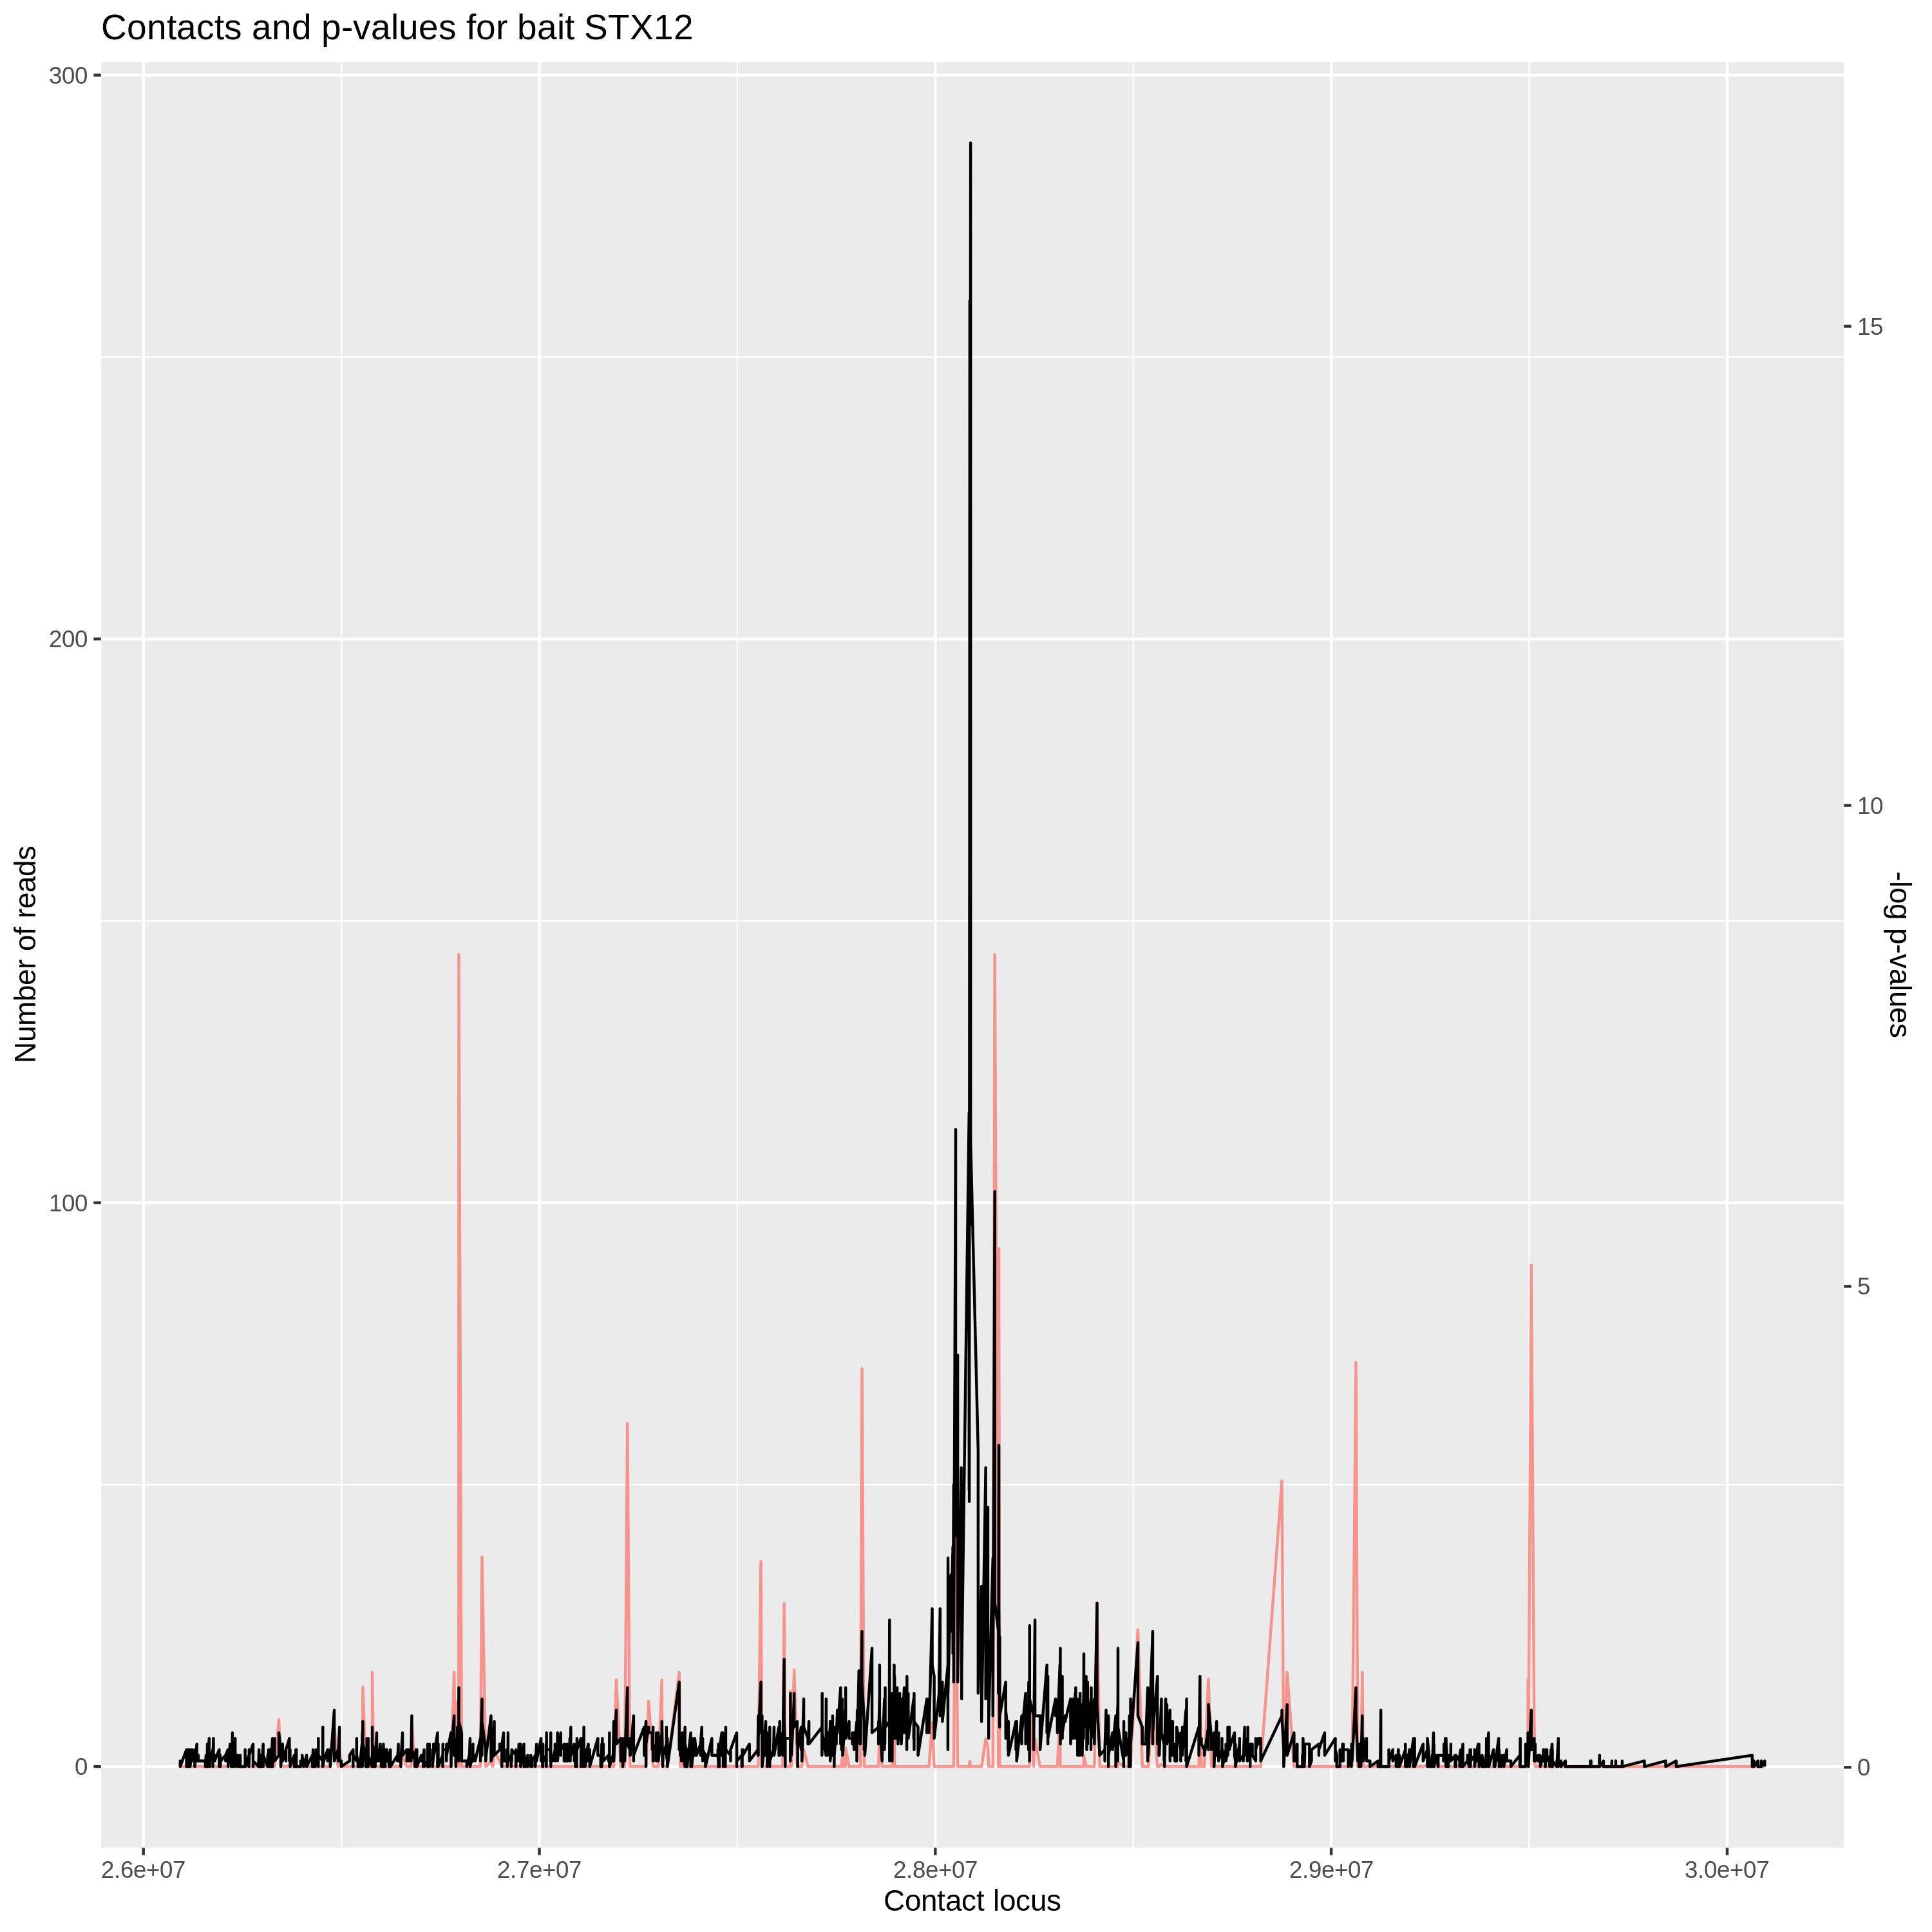 Contacts and p-values for bait STX12
300
200
100
0
Number of reads
15
10
5
0
-log p-values
2.6e+07
2.7e+07
2.8e+07
2.9e+07
3.0e+07
Contact locus